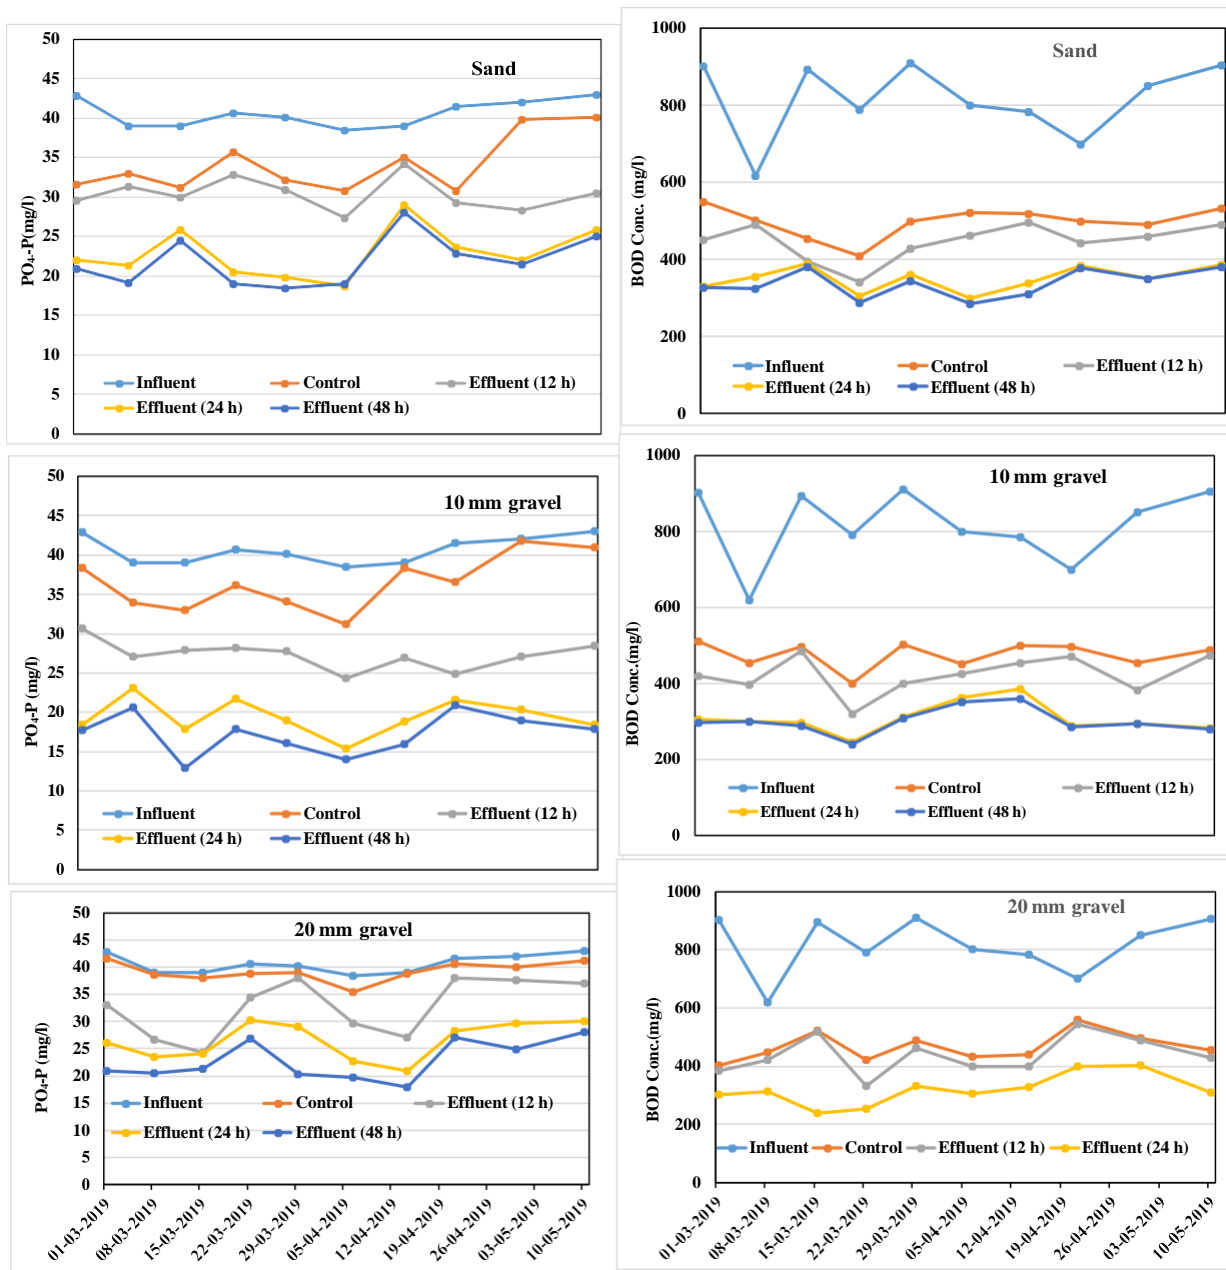 50
45
40
35
30
25
20
15
10
5
0
PO₄-P(mg/l)
Sand
Influent
Control
Effluent (12 h)
Effluent (24 h)
Effluent (48 h)
1000
800
600
400
200
0
BOD Conc. (mg/l)
Sand
Influent
Control
Effluent (12 h)
Effluent (24 h)
Effluent (48 h)
50
45
40
35
30
25
20
15
10
5
0
PO₄-P (mg/l)
10 mm gravel
Influent
Control
Effluent (12 h)
Effluent (24 h)
Effluent (48 h)
1000
800
600
400
200
0
BOD Conc.(mg/l)
10 mm gravel
Influent
Control
Effluent (12 h)
Effluent (24 h)
Effluent (48 h)
50
45
40
35
30
25
20
15
10
5
0
PO₄-P (mg/l)
20 mm gravel
Influent
Control
Effluent (12 h)
Effluent (24 h)
Effluent (48 h)
01-03-2019
08-03-2019
15-03-2019
22-03-2019
29-03-2019
05-04-2019
12-04-2019
19-04-2019
26-04-2019
03-05-2019
10-05-2019
1000
800
600
400
200
0
BOD Conc.(mg/l)
20 mm gravel
Influent
Control
Effluent (12 h)
Effluent (24 h)
01-03-2019
08-03-2019
15-03-2019
22-03-2019
29-03-2019
05-04-2019
12-04-2019
19-04-2019
26-04-2019
03-05-2019
10-05-2019